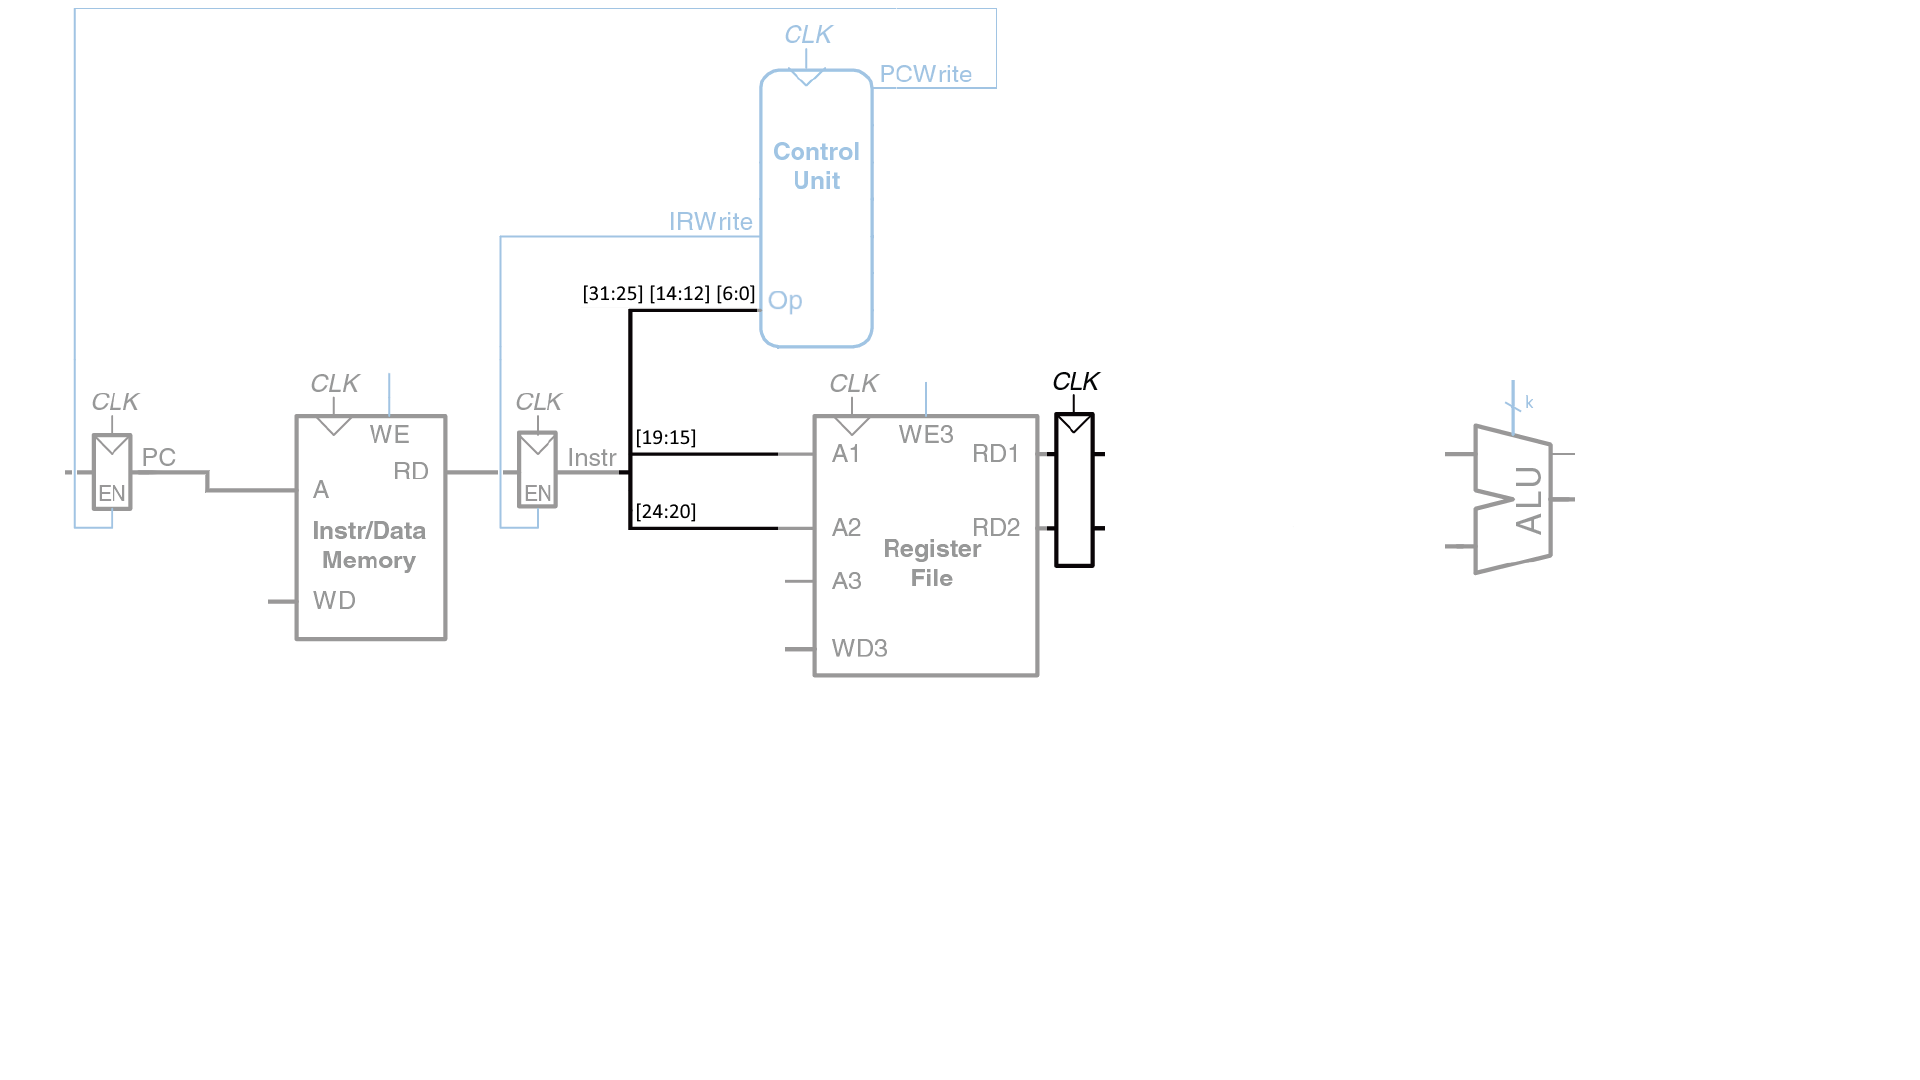 CLK
PCWrite
Control
Unit
IRWrite
[31:25] [14:12] [6:0]
Op
CLK
CLK
CLK
CLK
CLK
k
WE
WE3
PC
RD
Instr
[19:15]
A1
RD1
EN
A
EN
ALU
Instr/Data
Memory
[24:20]
A2
RD2
Register
File
A3
WD
WD3